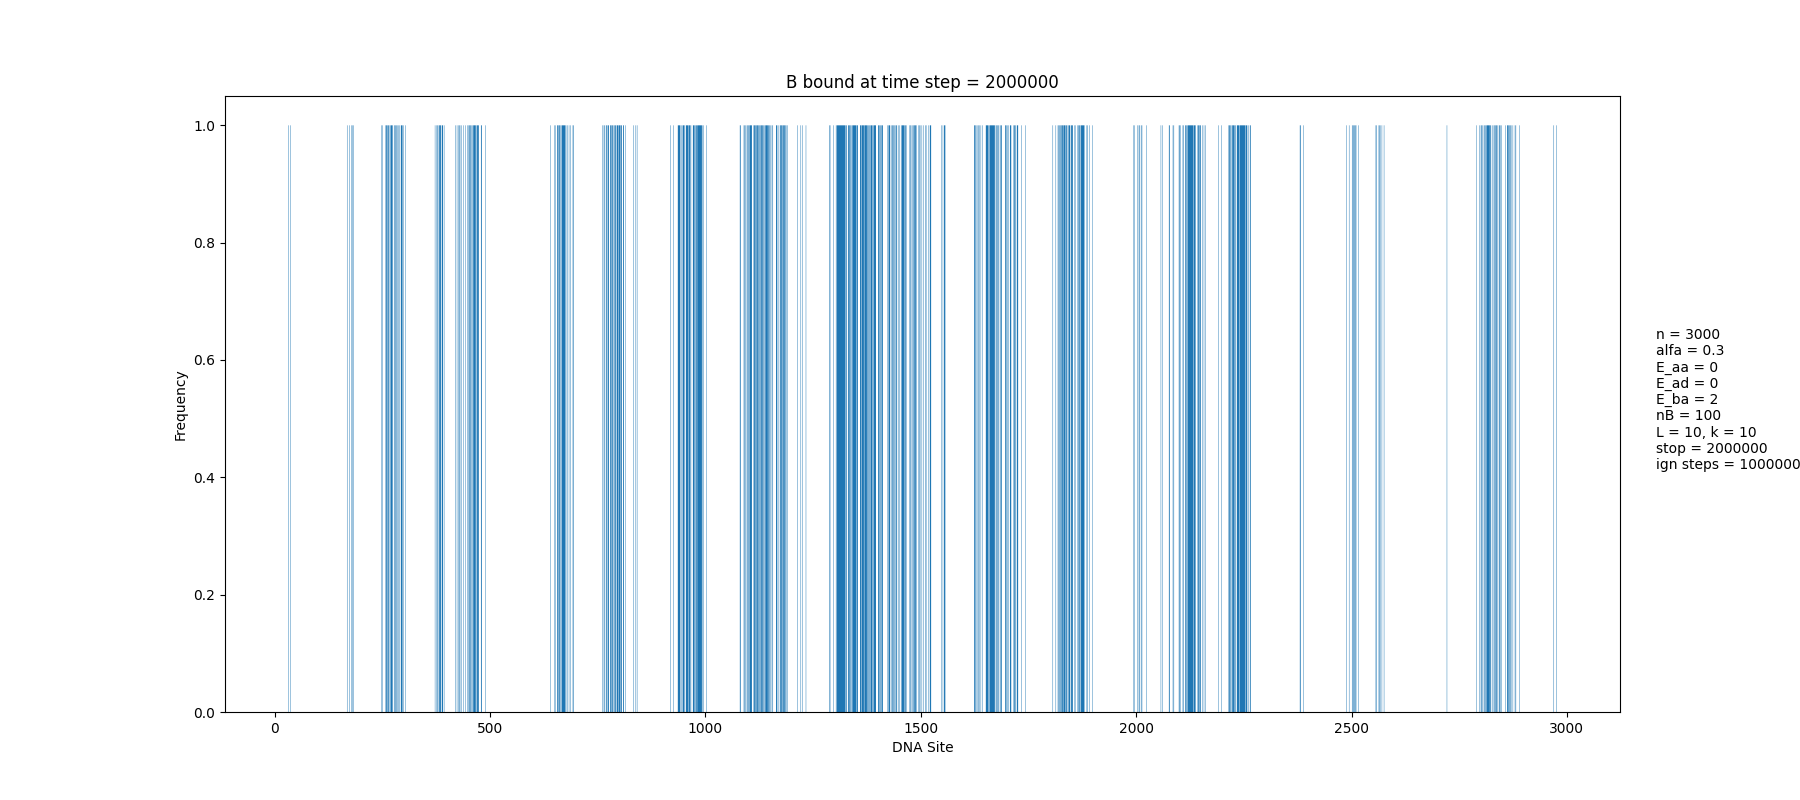 B bound at time step = 2000000
1.0
0.8
0.6
0.4
0.2
0.0
Frequency
0 500 1000 1500 2000 2500 3000
DNA Site
n = 3000
alfa = 0.3
E_aa = 0
E_ad = 0
E_ba = 2
nB = 100
L = 10, k = 10
stop = 2000000
ign steps = 1000000